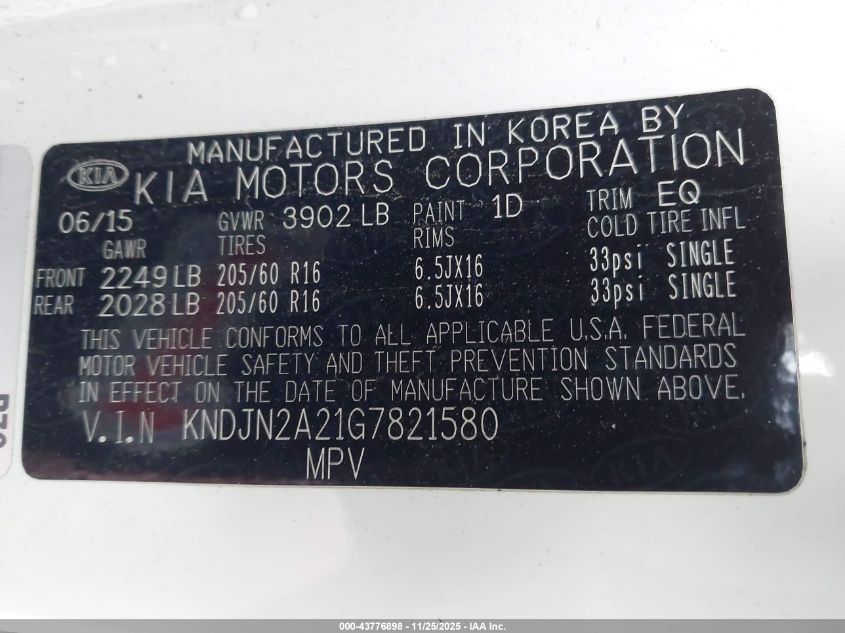 MANUFACTURED IN KOREA BY
KIA KIA MOTORS CORPORATION
06/15 GVWR 3902 LB PAINT 1D TRIM EQ
GAWR TIRES RIMS COLD TIRE INFL
FRONT 2249 LB 205/60 R16 6.5JX16 33psi SINGLE
REAR 2028 LB 205/60 R16 6.5JX16 33psi SINGLE
THIS VEHICLE CONFORMS TO ALL APPLICABLE U.S.A. FEDERAL
MOTOR VEHICLE SAFETY AND THEFT PREVENTION STANDARDS
IN EFFECT ON THE DATE OF MANUFACTURE SHOWN ABOVE.
V.I.N KNDJN2A21G7821580
MPV
000-43776898 - 11/25/2025 - IAA Inc.